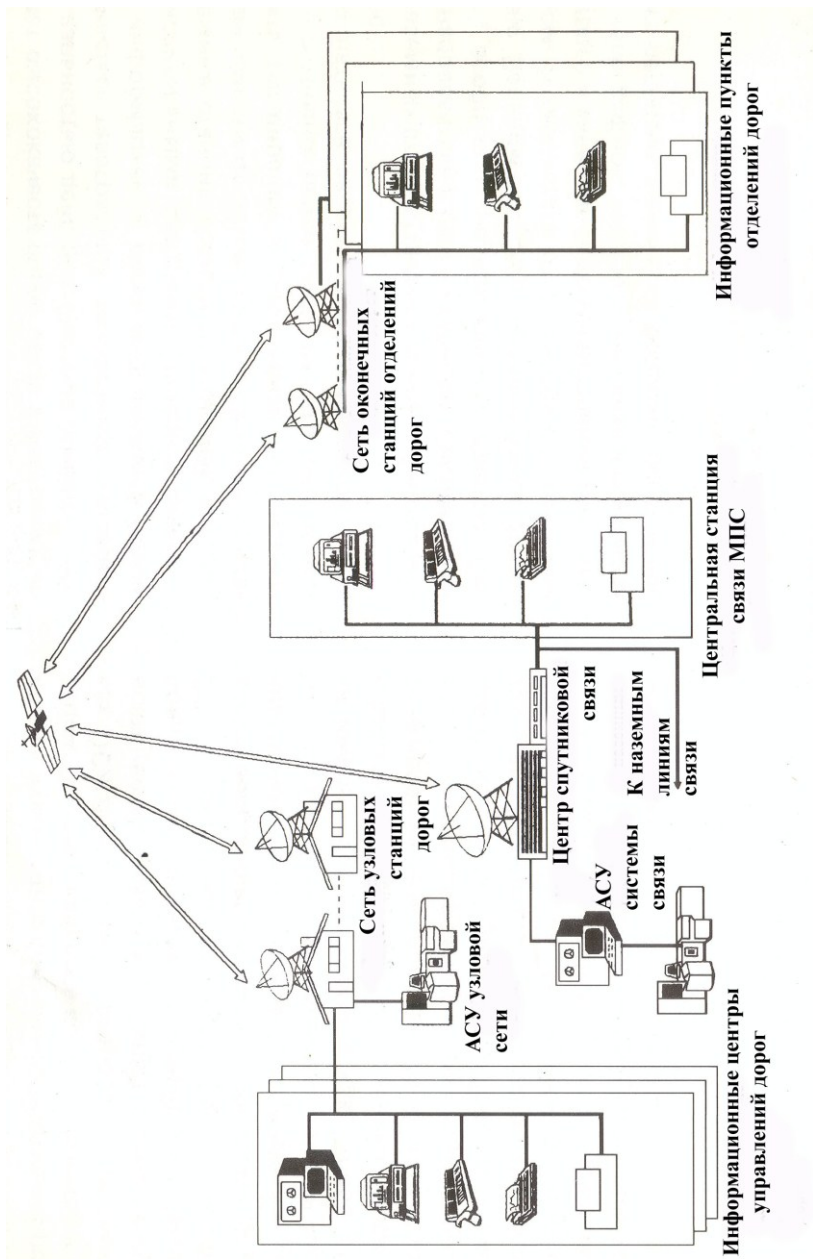 Информационные центры
управлений дорог
АСУ узловой
сети
Сеть узловых
станций дорог
АСУ
системы
связи
Центр спутниковой
связи
К наземным
линиям
связи
Центральная станция
связи МПС
Сеть оконечных
станций отделений
дорог
Информационные пункты
отделений дорог